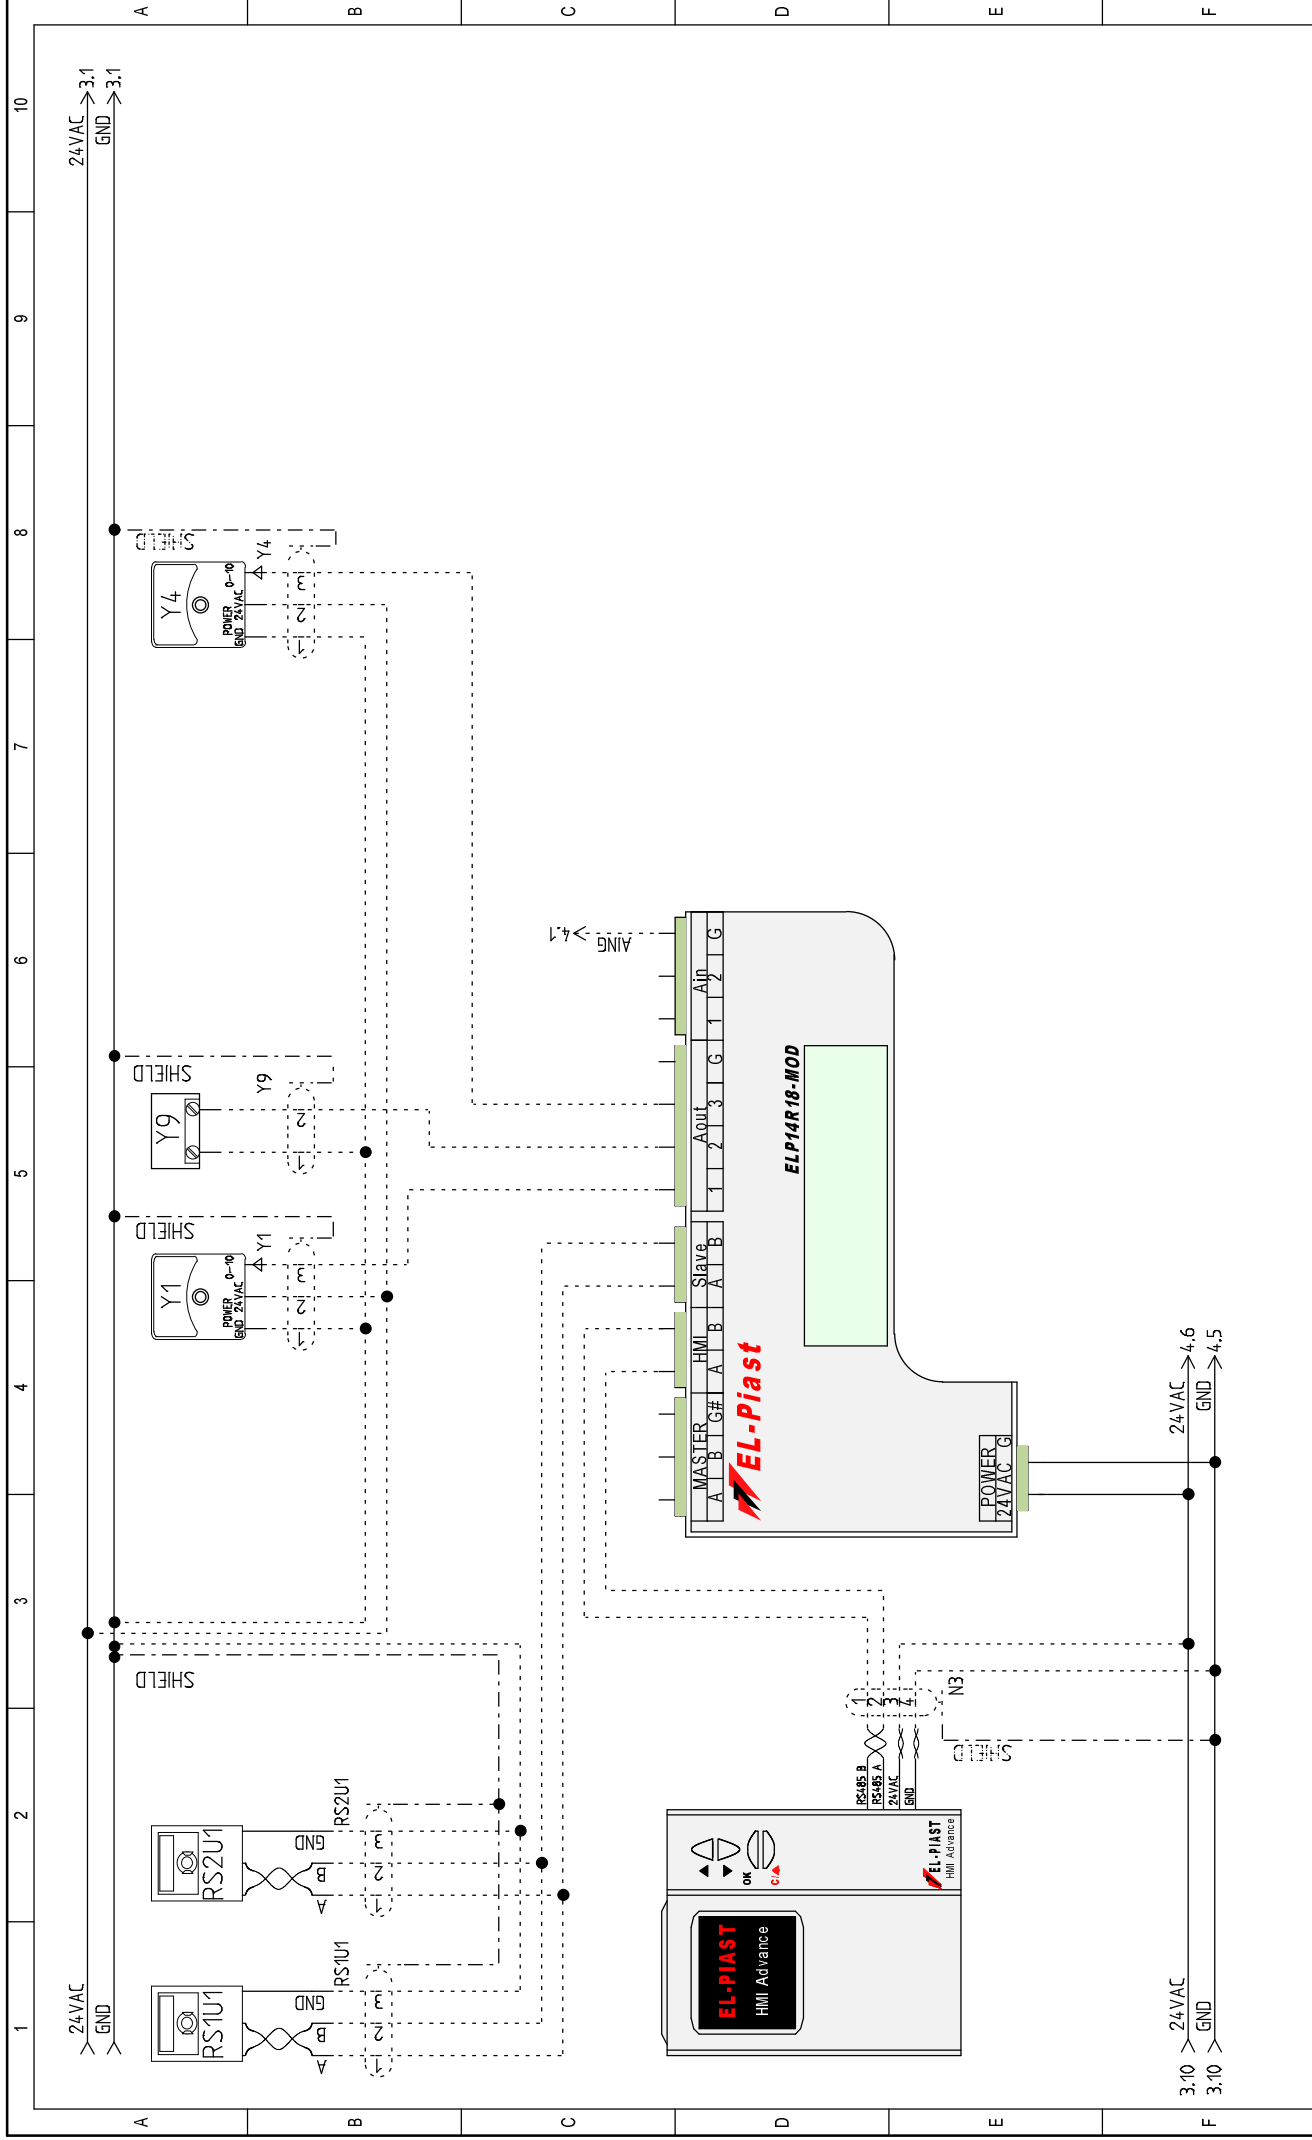 1 2 3 4 5 6 7 8 9 10
A
B
C
D
E
F
A
B
C
D
E
F
24VAC
GND
24VAC 3.1
GND 3.1
RS1U1
A B GND
1 2 3
RS1U1
RS2U1
A B GND
1 2 3
RS2U1
SHIELD
Y1
POWER
GND 24VAC 0-10
Y1
1 2 3
SHIELD
Y9
Y9
1 2
SHIELD
Y4
POWER
GND 24VAC 0-10
Y4
1 2 3
SHIELD
AING
4.1
MASTER HMI Slave Aout Ain
A B G# A B A B 1 2 3 G 1 2 G
EL-Piast
ELP14R18-MOD
POWER
24VAC G
EL-PIAST
HMI Advance
OK
C/
EL-PIAST
HMI Advance
RS485 B
RS485 A
24VAC
GND
1
2
3
4
N3
SHIELD
3.10 24VAC
3.10 GND
24VAC 4.6
GND 4.5